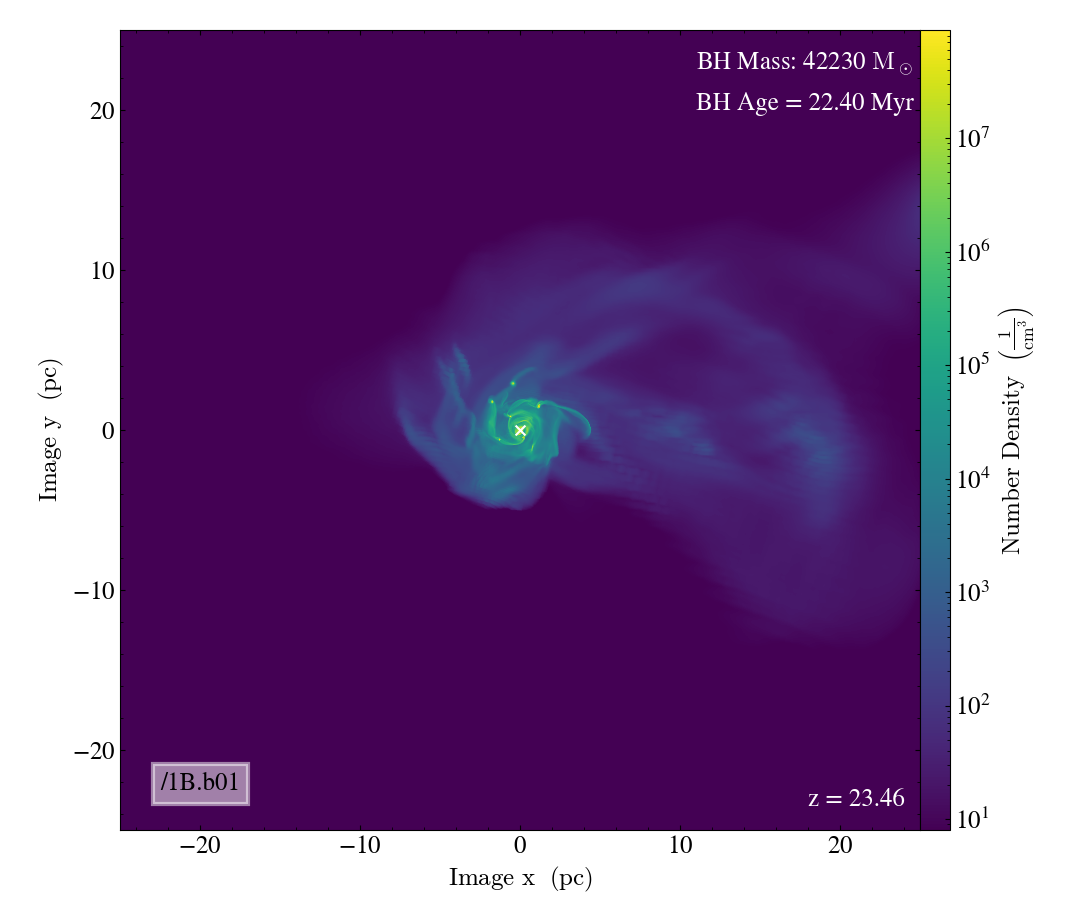 BH Mass: 42230 M⊙
BH Age = 22.40 Myr
20
10
0
−10
−20
Image y (pc)
/1B.b01
z = 23.46
−20
−10
0
10
20
Image x (pc)
10⁷
10⁶
10⁵
10⁴
10³
10²
10¹
Number Density (1/cm³)